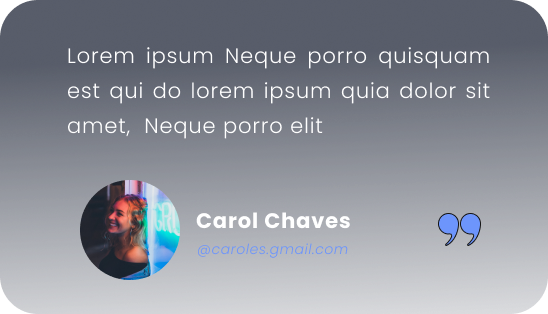 Lorem ipsum Neque porro quisquam
est qui do lorem ipsum quia dolor sit
amet, Neque porro elit
Carol Chaves
@caroles.gmail.com